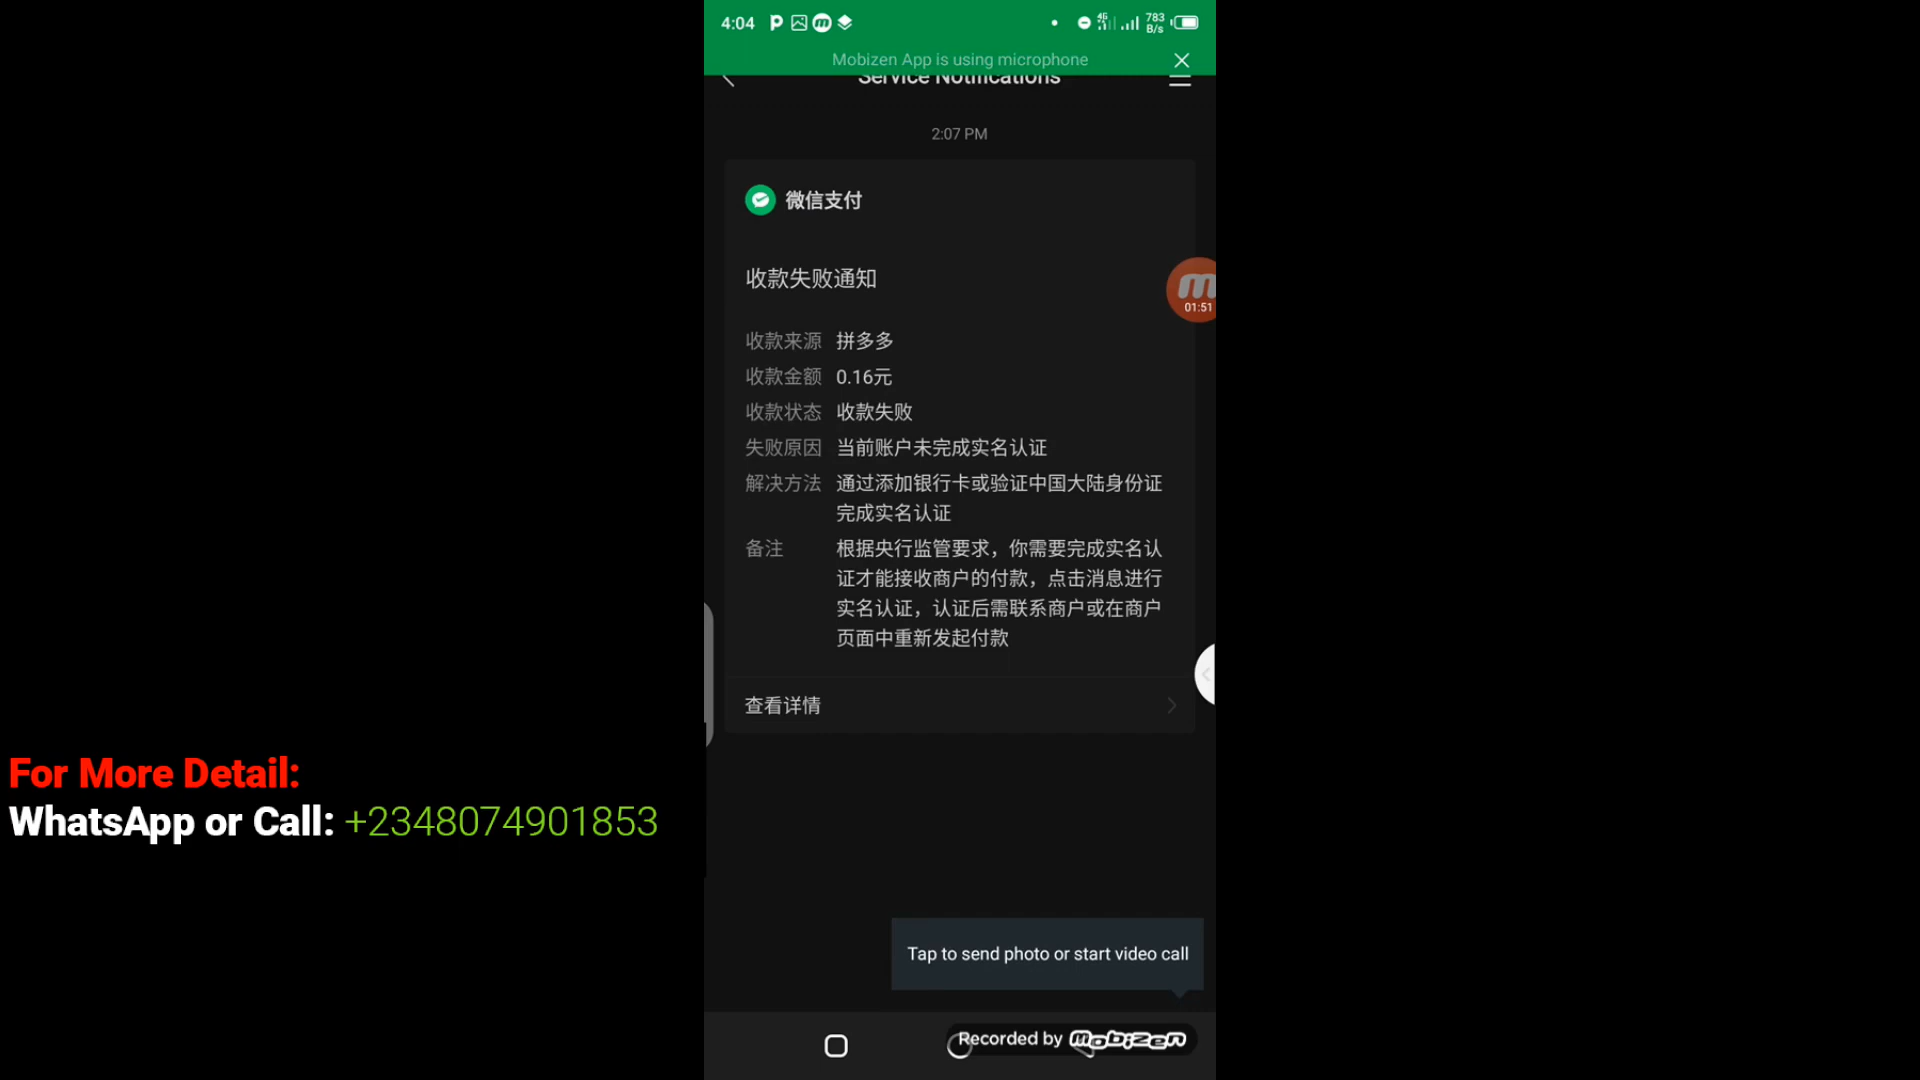 4:04
783
B/s
4G
Mobizen App is using microphone
Service Notifications
2:07 PM
微信支付
收款失败通知
01:51
收款来源 拼多多
收款金额 0.16元
收款状态 收款失败
失败原因 当前账户未完成实名认证
解决方法 通过添加银行卡或验证中国大陆身份证
完成实名认证
备注 根据央行监管要求，你需要完成实名认
证才能接收商户的付款，点击消息进行
实名认证，认证后需联系商户或在商户
页面中重新发起付款
查看详情
For More Detail:
WhatsApp or Call: +2348074901853
Tap to send photo or start video call
Recorded by mobizen